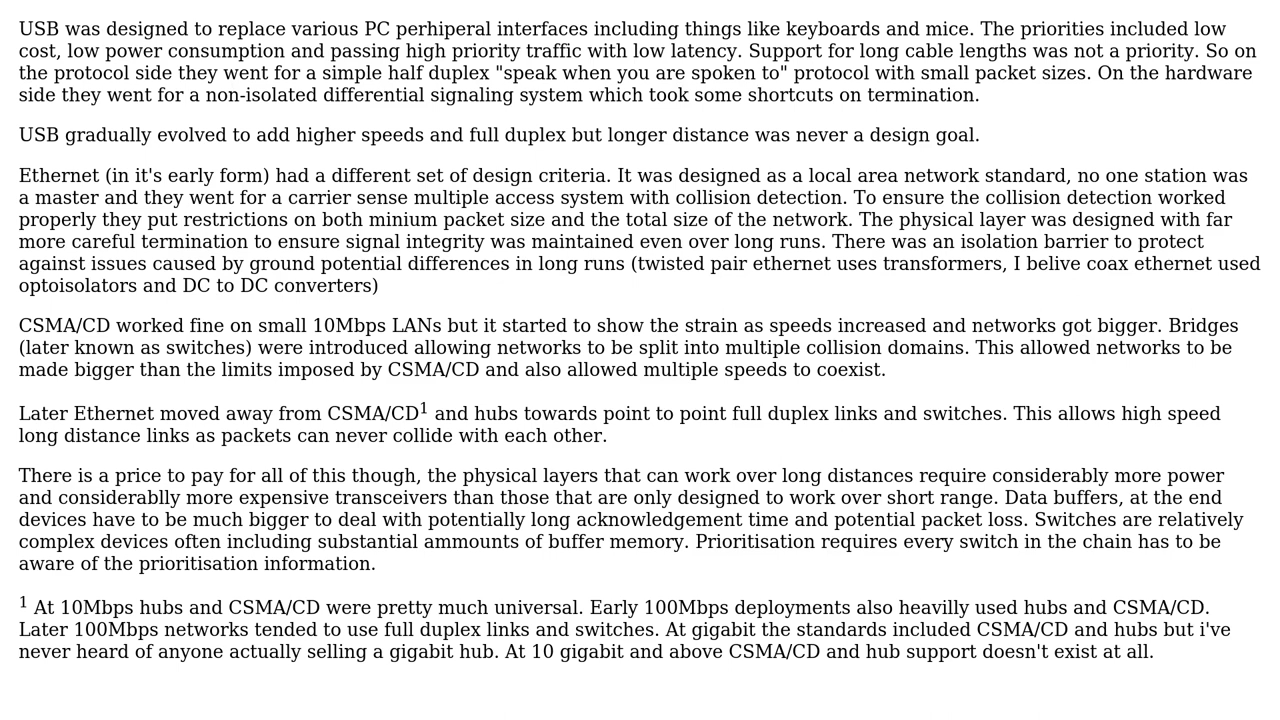 USB was designed to replace various PC perhiperal interfaces including things like keyboards and mice. The priorities included low
cost, low power consumption and passing high priority traffic with low latency. Support for long cable lengths was not a priority. So on
the protocol side they went for a simple half duplex "speak when you are spoken to" protocol with small packet sizes. On the hardware
side they went for a non-isolated differential signaling system which took some shortcuts on termination.
USB gradually evolved to add higher speeds and full duplex but longer distance was never a design goal.
Ethernet (in it's early form) had a different set of design criteria. It was designed as a local area network standard, no one station was
a master and they went for a carrier sense multiple access system with collision detection. To ensure the collision detection worked
properly they put restrictions on both minium packet size and the total size of the network. The physical layer was designed with far
more careful termination to ensure signal integrity was maintained even over long runs. There was an isolation barrier to protect
against issues caused by ground potential differences in long runs (twisted pair ethernet uses transformers, I belive coax ethernet used
optoisolators and DC to DC converters)
CSMA/CD worked fine on small 10Mbps LANs but it started to show the strain as speeds increased and networks got bigger. Bridges
(later known as switches) were introduced allowing networks to be split into multiple collision domains. This allowed networks to be
made bigger than the limits imposed by CSMA/CD and also allowed multiple speeds to coexist.
Later Ethernet moved away from CSMA/CD1 and hubs towards point to point full duplex links and switches. This allows high speed
long distance links as packets can never collide with each other.
There is a price to pay for all of this though, the physical layers that can work over long distances require considerably more power
and considerablly more expensive transceivers than those that are only designed to work over short range. Data buffers, at the end
devices have to be much bigger to deal with potentially long acknowledgement time and potential packet loss. Switches are relatively
complex devices often including substantial ammounts of buffer memory. Prioritisation requires every switch in the chain has to be
aware of the prioritisation information.
1 At 10Mbps hubs and CSMA/CD were pretty much universal. Early 100Mbps deployments also heavilly used hubs and CSMA/CD.
Later 100Mbps networks tended to use full duplex links and switches. At gigabit the standards included CSMA/CD and hubs but i've
never heard of anyone actually selling a gigabit hub. At 10 gigabit and above CSMA/CD and hub support doesn't exist at all.